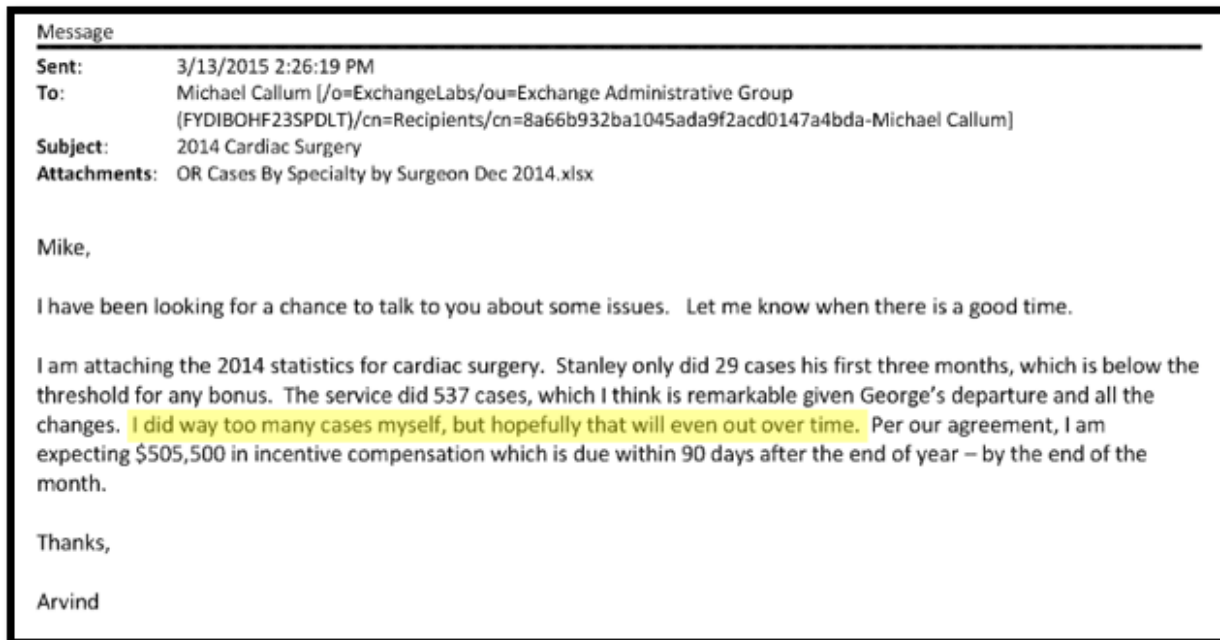 Message
Sent: 3/13/2015 2:26:19 PM
To: Michael Callum [/o=ExchangeLabs/ou=Exchange Administrative Group
(FYDIBOHF23SPDLT)/cn=Recipients/cn=8a66b932ba1045ada9f2acd0147a4bda-Michael Callum]
Subject: 2014 Cardiac Surgery
Attachments: OR Cases By Specialty by Surgeon Dec 2014.xlsx
Mike,
I have been looking for a chance to talk to you about some issues.   Let me know when there is a good time.
I am attaching the 2014 statistics for cardiac surgery.  Stanley only did 29 cases his first three months, which is below the
threshold for any bonus.  The service did 537 cases, which I think is remarkable given George's departure and all the
changes.  I did way too many cases myself, but hopefully that will even out over time.  Per our agreement, I am
expecting $505,500 in incentive compensation which is due within 90 days after the end of year – by the end of the
month.
Thanks,
Arvind